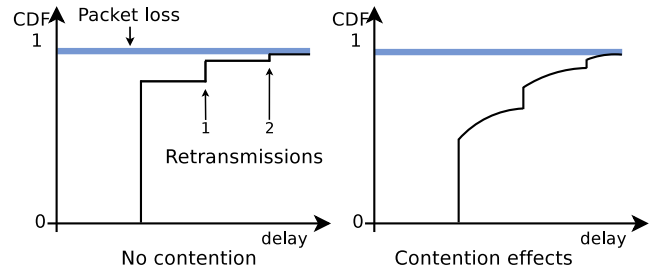 CDF
Packet loss
1
1
2
Retransmissions
0
delay
No contention
CDF
1
0
delay
Contention effects